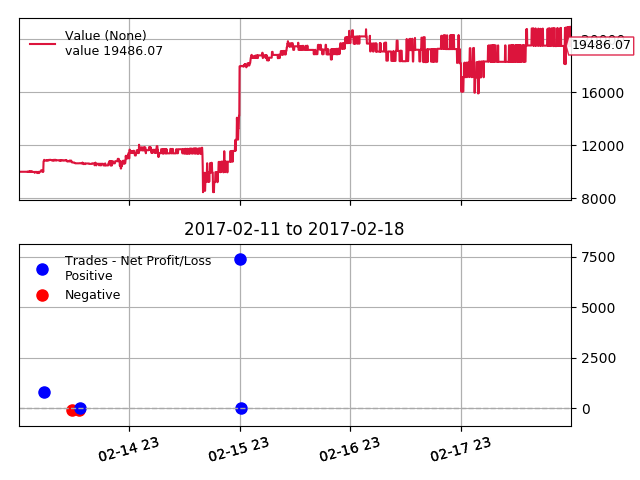 Value (None)
value 19486.07
20000
19486.07
16000
12000
8000
2017-02-11 to 2017-02-18
Trades - Net Profit/Loss
Positive
Negative
7500
5000
2500
0
02-14 23
02-15 23
02-16 23
02-17 23